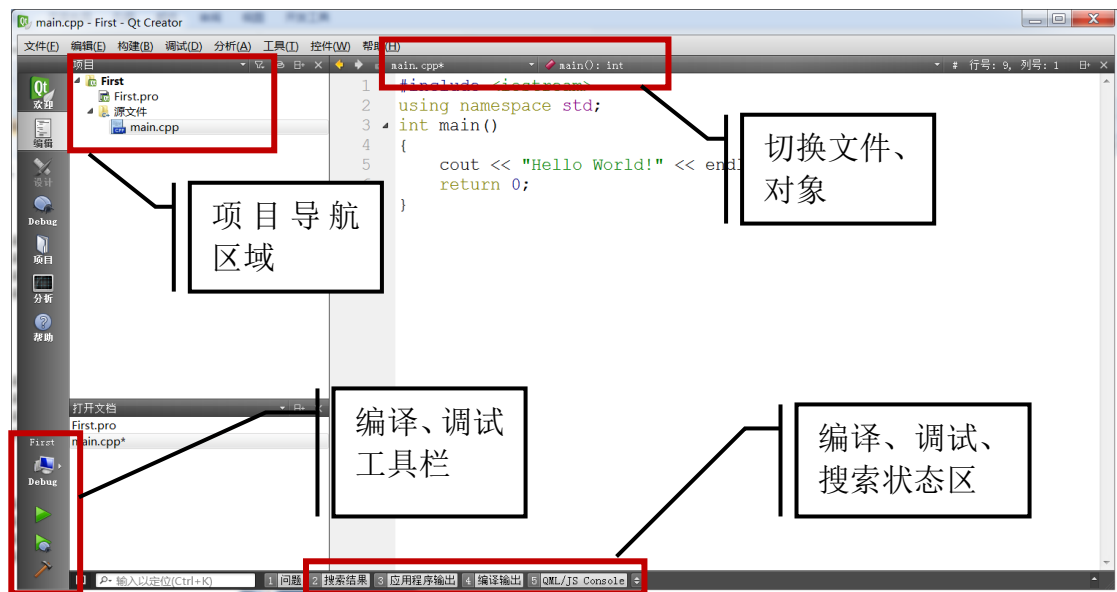 main.cpp - First - Qt Creator
文件(F) 编辑(E) 构建(B) 调试(D) 分析(A) 工具(T) 控件(W) 帮助(H)
项目
main.cpp* main(): int # 行号: 9, 列号: 1
Qt
欢迎
编辑
设计
Debug
项目
分析
帮助
First
First.pro
源文件
main.cpp
1 #include <iostream>
2 using namespace std;
3 int main()
4 {
5 cout << "Hello World!" << end
return 0;
}
切换文件、
对象
项目导航
区域
打开文档
First.pro
main.cpp*
编译、调试
工具栏
编译、调试、
搜索状态区
First
Debug
输入以定位(Ctrl+K) 1 问题 2 搜索结果 3 应用程序输出 4 编译输出 5 QML/JS Console